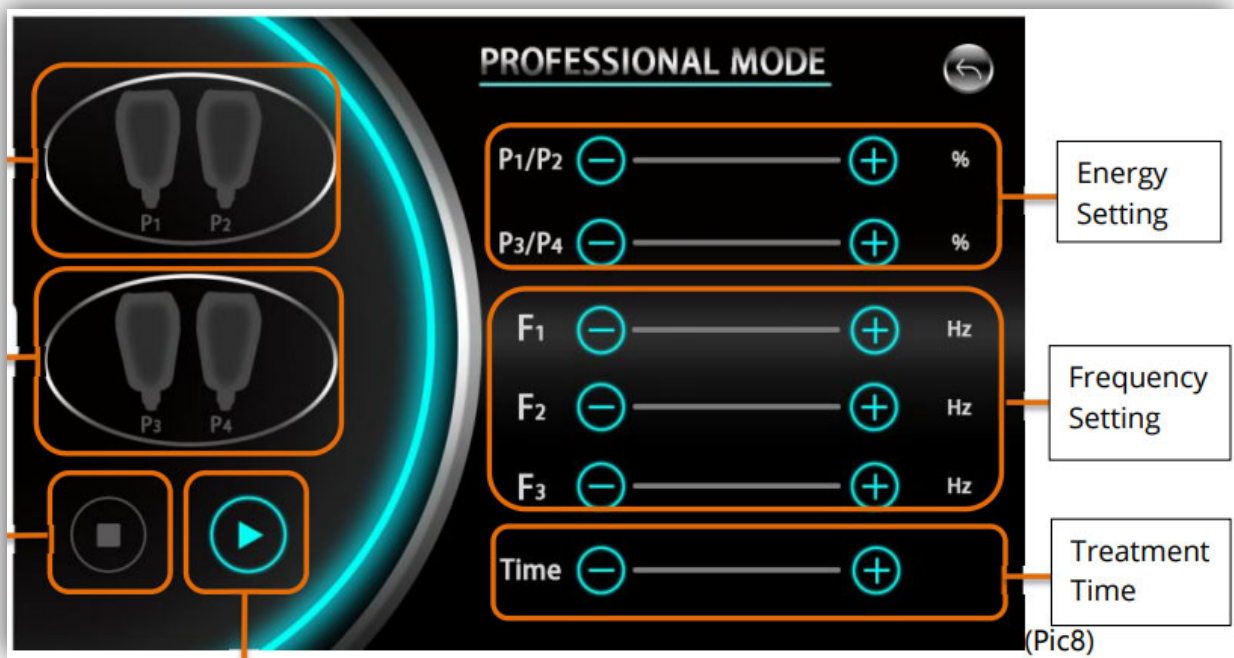 PROFESSIONAL MODE
P1 P2
P3 P4
P1/P2 %
P3/P4 %
F1 Hz
F2 Hz
F3 Hz
Time
Energy
Setting
Frequency
Setting
Treatment
Time
(Pic8)